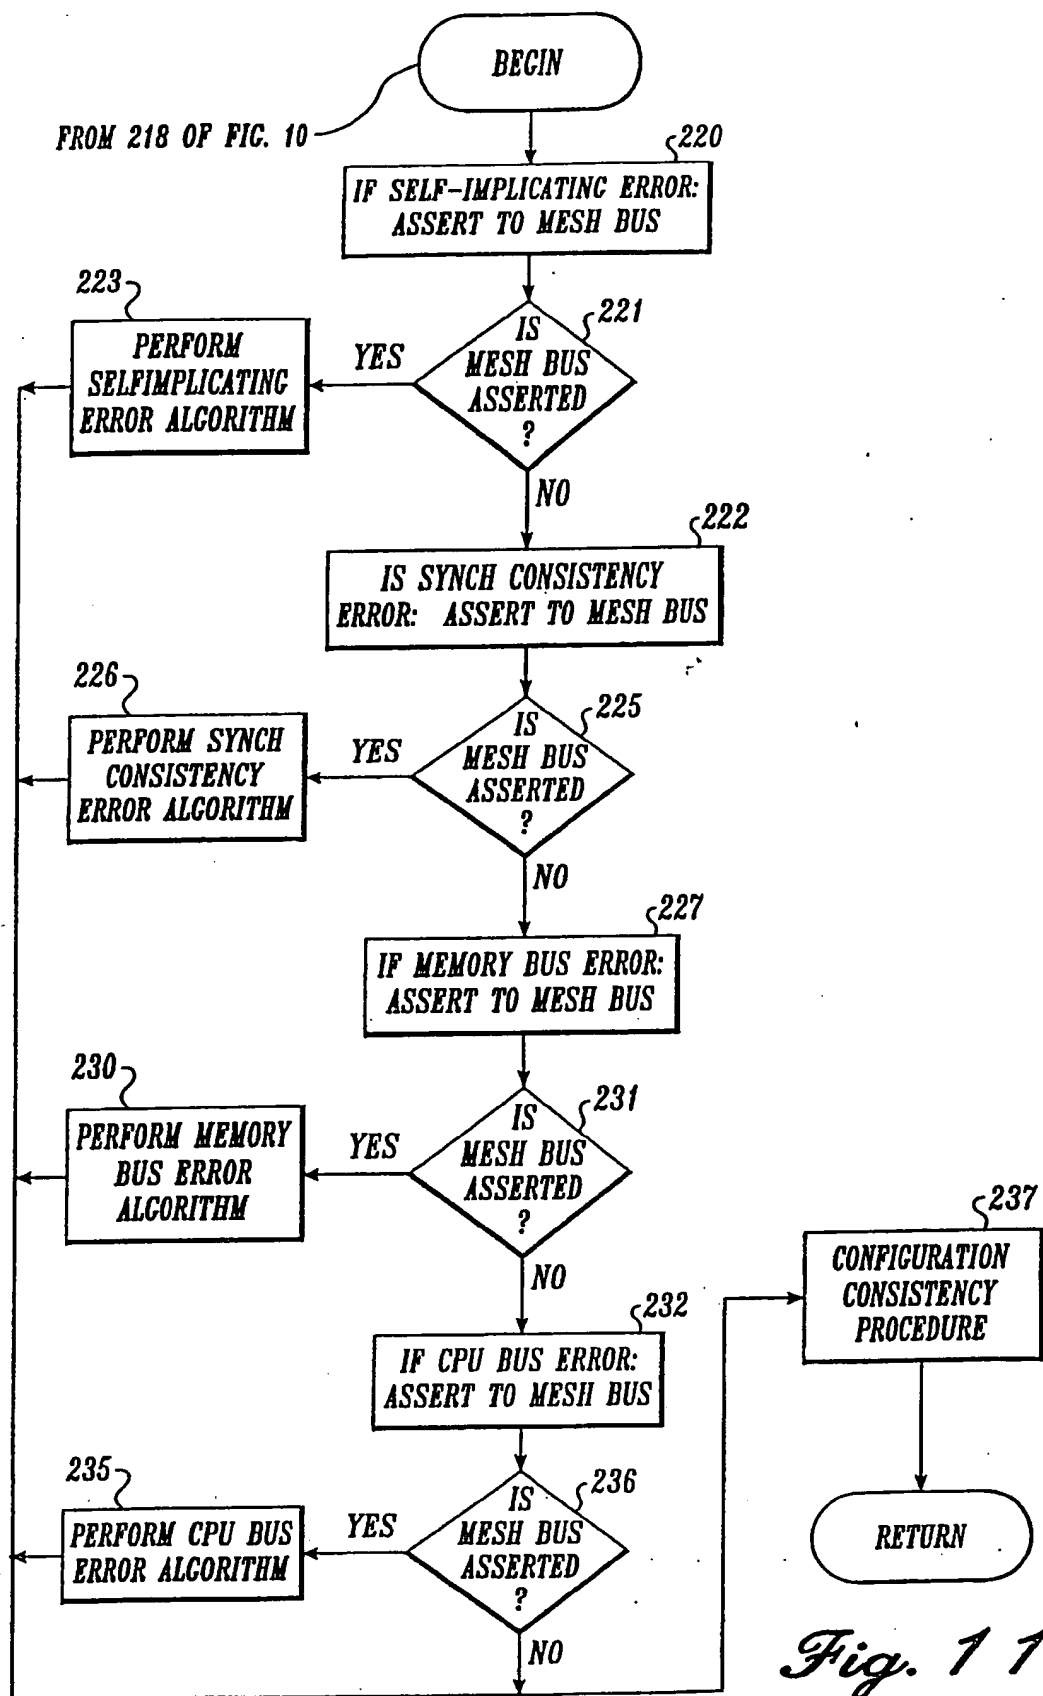 BEGIN
FROM 218 OF FIG. 10
220
IF SELF-IMPLICATING ERROR:
ASSERT TO MESH BUS
223
221
PERFORM
SELFIMPLICATING
ERROR ALGORITHM
YES
IS
MESH BUS
ASSERTED
?
NO
222
IS SYNCH CONSISTENCY
ERROR: ASSERT TO MESH BUS
226
225
PERFORM SYNCH
CONSISTENCY
ERROR ALGORITHM
YES
IS
MESH BUS
ASSERTED
?
NO
227
IF MEMORY BUS ERROR:
ASSERT TO MESH BUS
230
231
PERFORM MEMORY
BUS ERROR
ALGORITHM
YES
IS
MESH BUS
ASSERTED
?
NO
232
IF CPU BUS ERROR:
ASSERT TO MESH BUS
235
236
PERFORM CPU BUS
ERROR ALGORITHM
YES
IS
MESH BUS
ASSERTED
?
NO
237
CONFIGURATION
CONSISTENCY
PROCEDURE
RETURN
Fig. 11